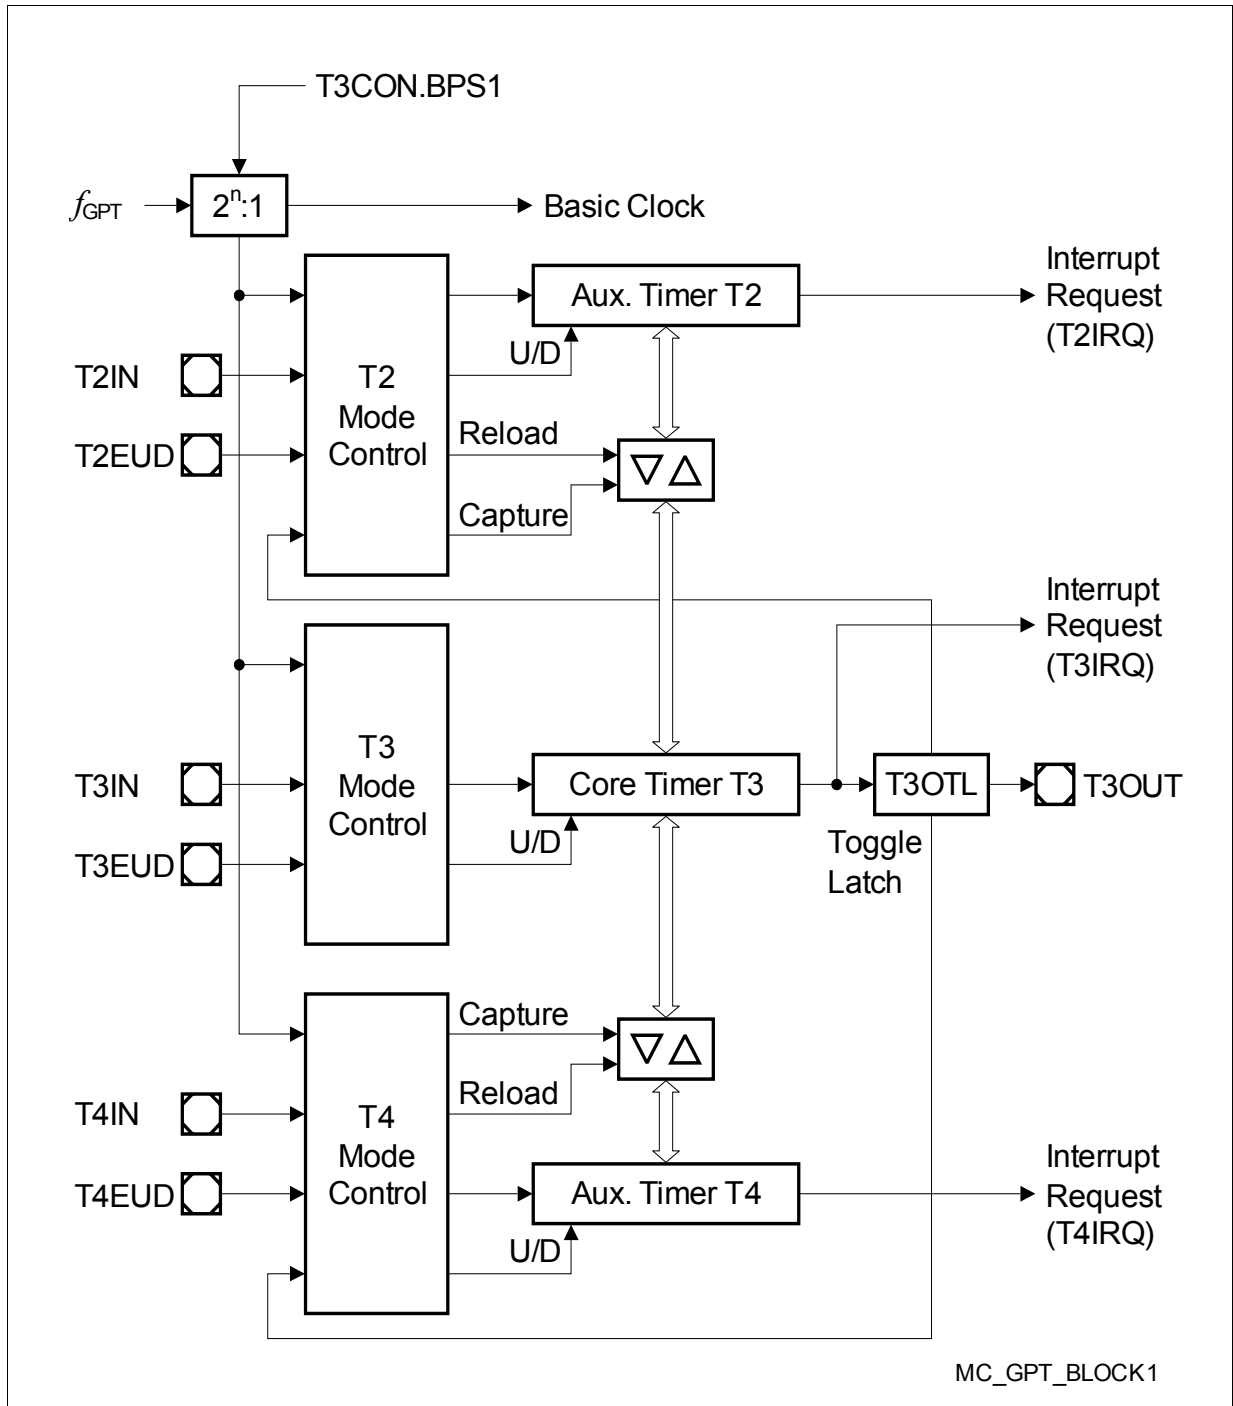 T3CON.BPS1
fGPT
2ⁿ:1
Basic Clock
Interrupt
Request
(T2IRQ)
Aux. Timer T2
U/D
T2IN
T2EUD
T2
Mode
Control
Reload
Capture
Interrupt
Request
(T3IRQ)
T3
Mode
Control
T3IN
T3EUD
Core Timer T3
U/D
T3OTL
T3OUT
Toggle
Latch
Capture
Reload
T4IN
T4EUD
T4
Mode
Control
Aux. Timer T4
U/D
Interrupt
Request
(T4IRQ)
MC_GPT_BLOCK1